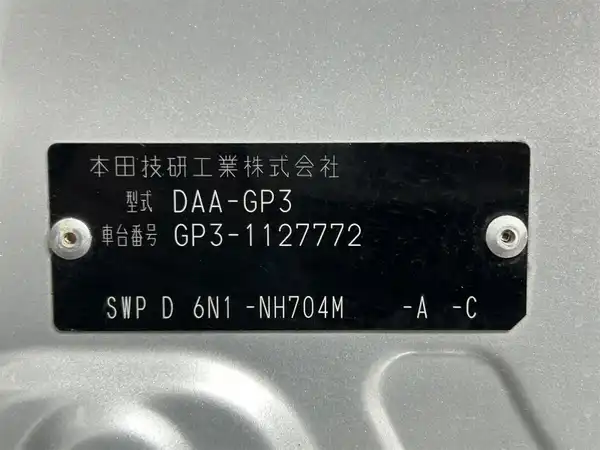 本田技研工業株式会社
型式 DAA-GP3
車台番号 GP3-1127772
SWP D 6N1 -NH704M -A -C